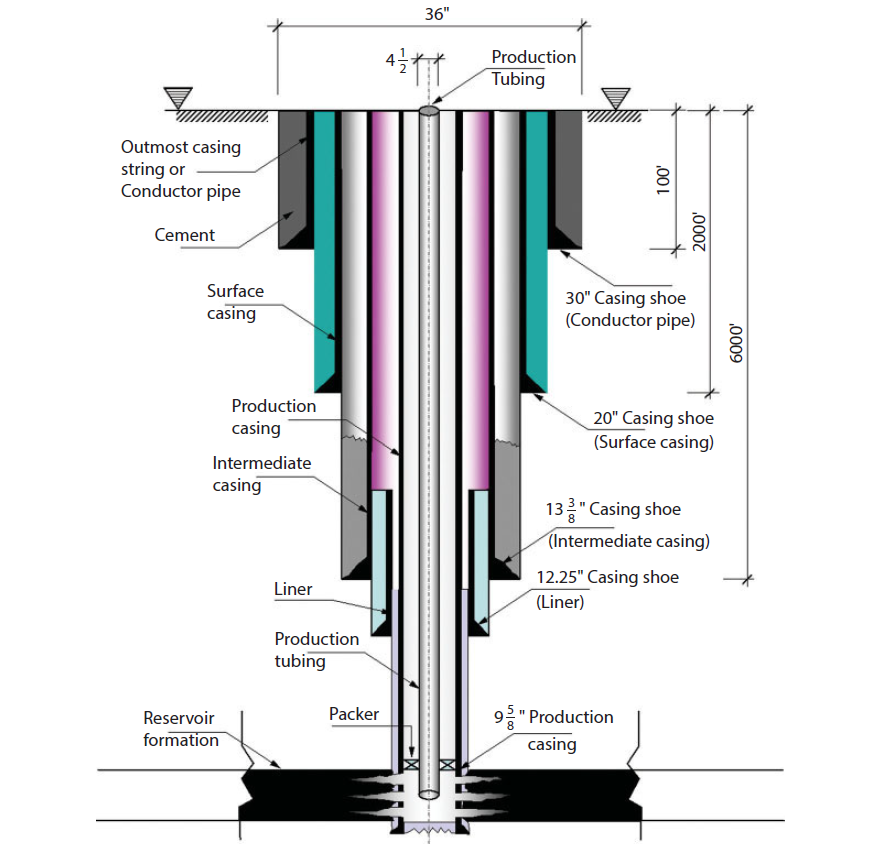 36"
4 1/2
Production
Tubing
Outmost casing
string or
Conductor pipe
Cement
100'
2000'
6000'
Surface
casing
30" Casing shoe
(Conductor pipe)
Production
casing
20" Casing shoe
(Surface casing)
Intermediate
casing
13 3/8" Casing shoe
(Intermediate casing)
12.25" Casing shoe
(Liner)
Liner
Production
tubing
Reservoir
formation
Packer
9 5/8" Production
casing